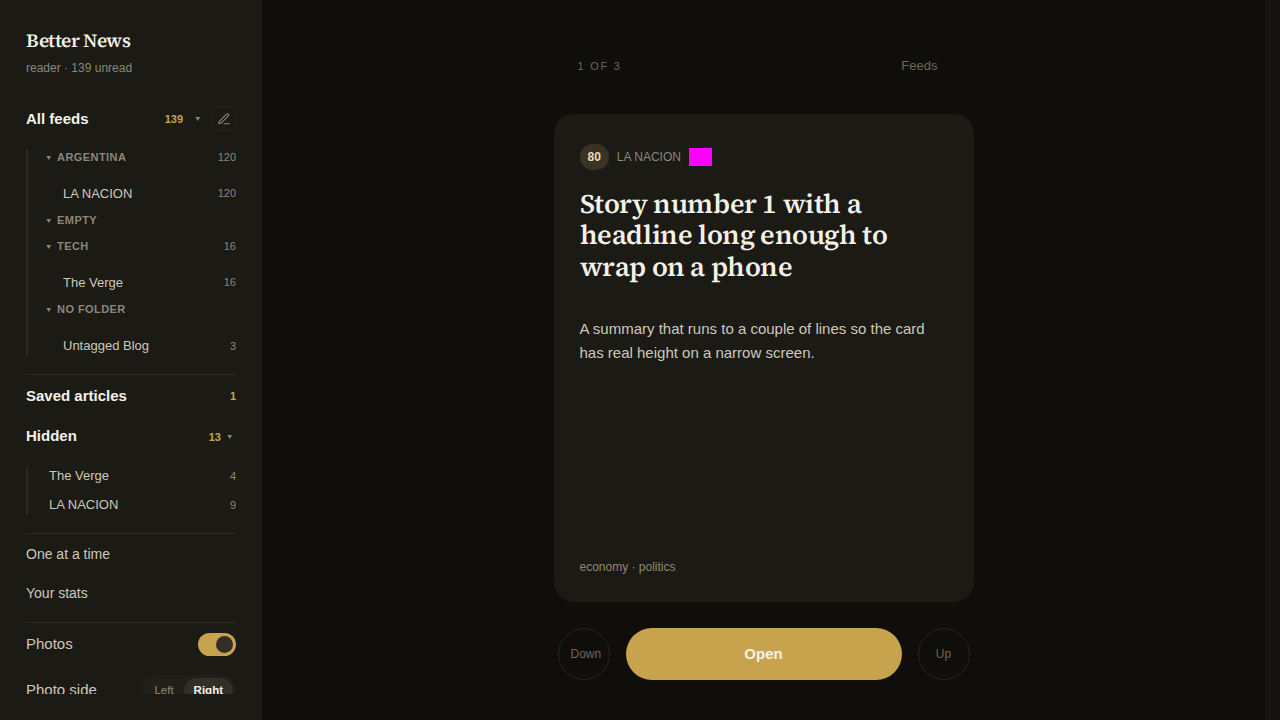 Better News
reader · 139 unread
All feeds 139
ARGENTINA 120
LA NACION 120
EMPTY
TECH 16
The Verge 16
NO FOLDER
Untagged Blog 3
Saved articles 1
Hidden 13
The Verge 4
LA NACION 9
One at a time
Your stats
Photos
Photo side Left Right
1 OF 3 Feeds
80 LA NACION
Story number 1 with a
headline long enough to
wrap on a phone
A summary that runs to a couple of lines so the card
has real height on a narrow screen.
economy · politics
Down Open Up